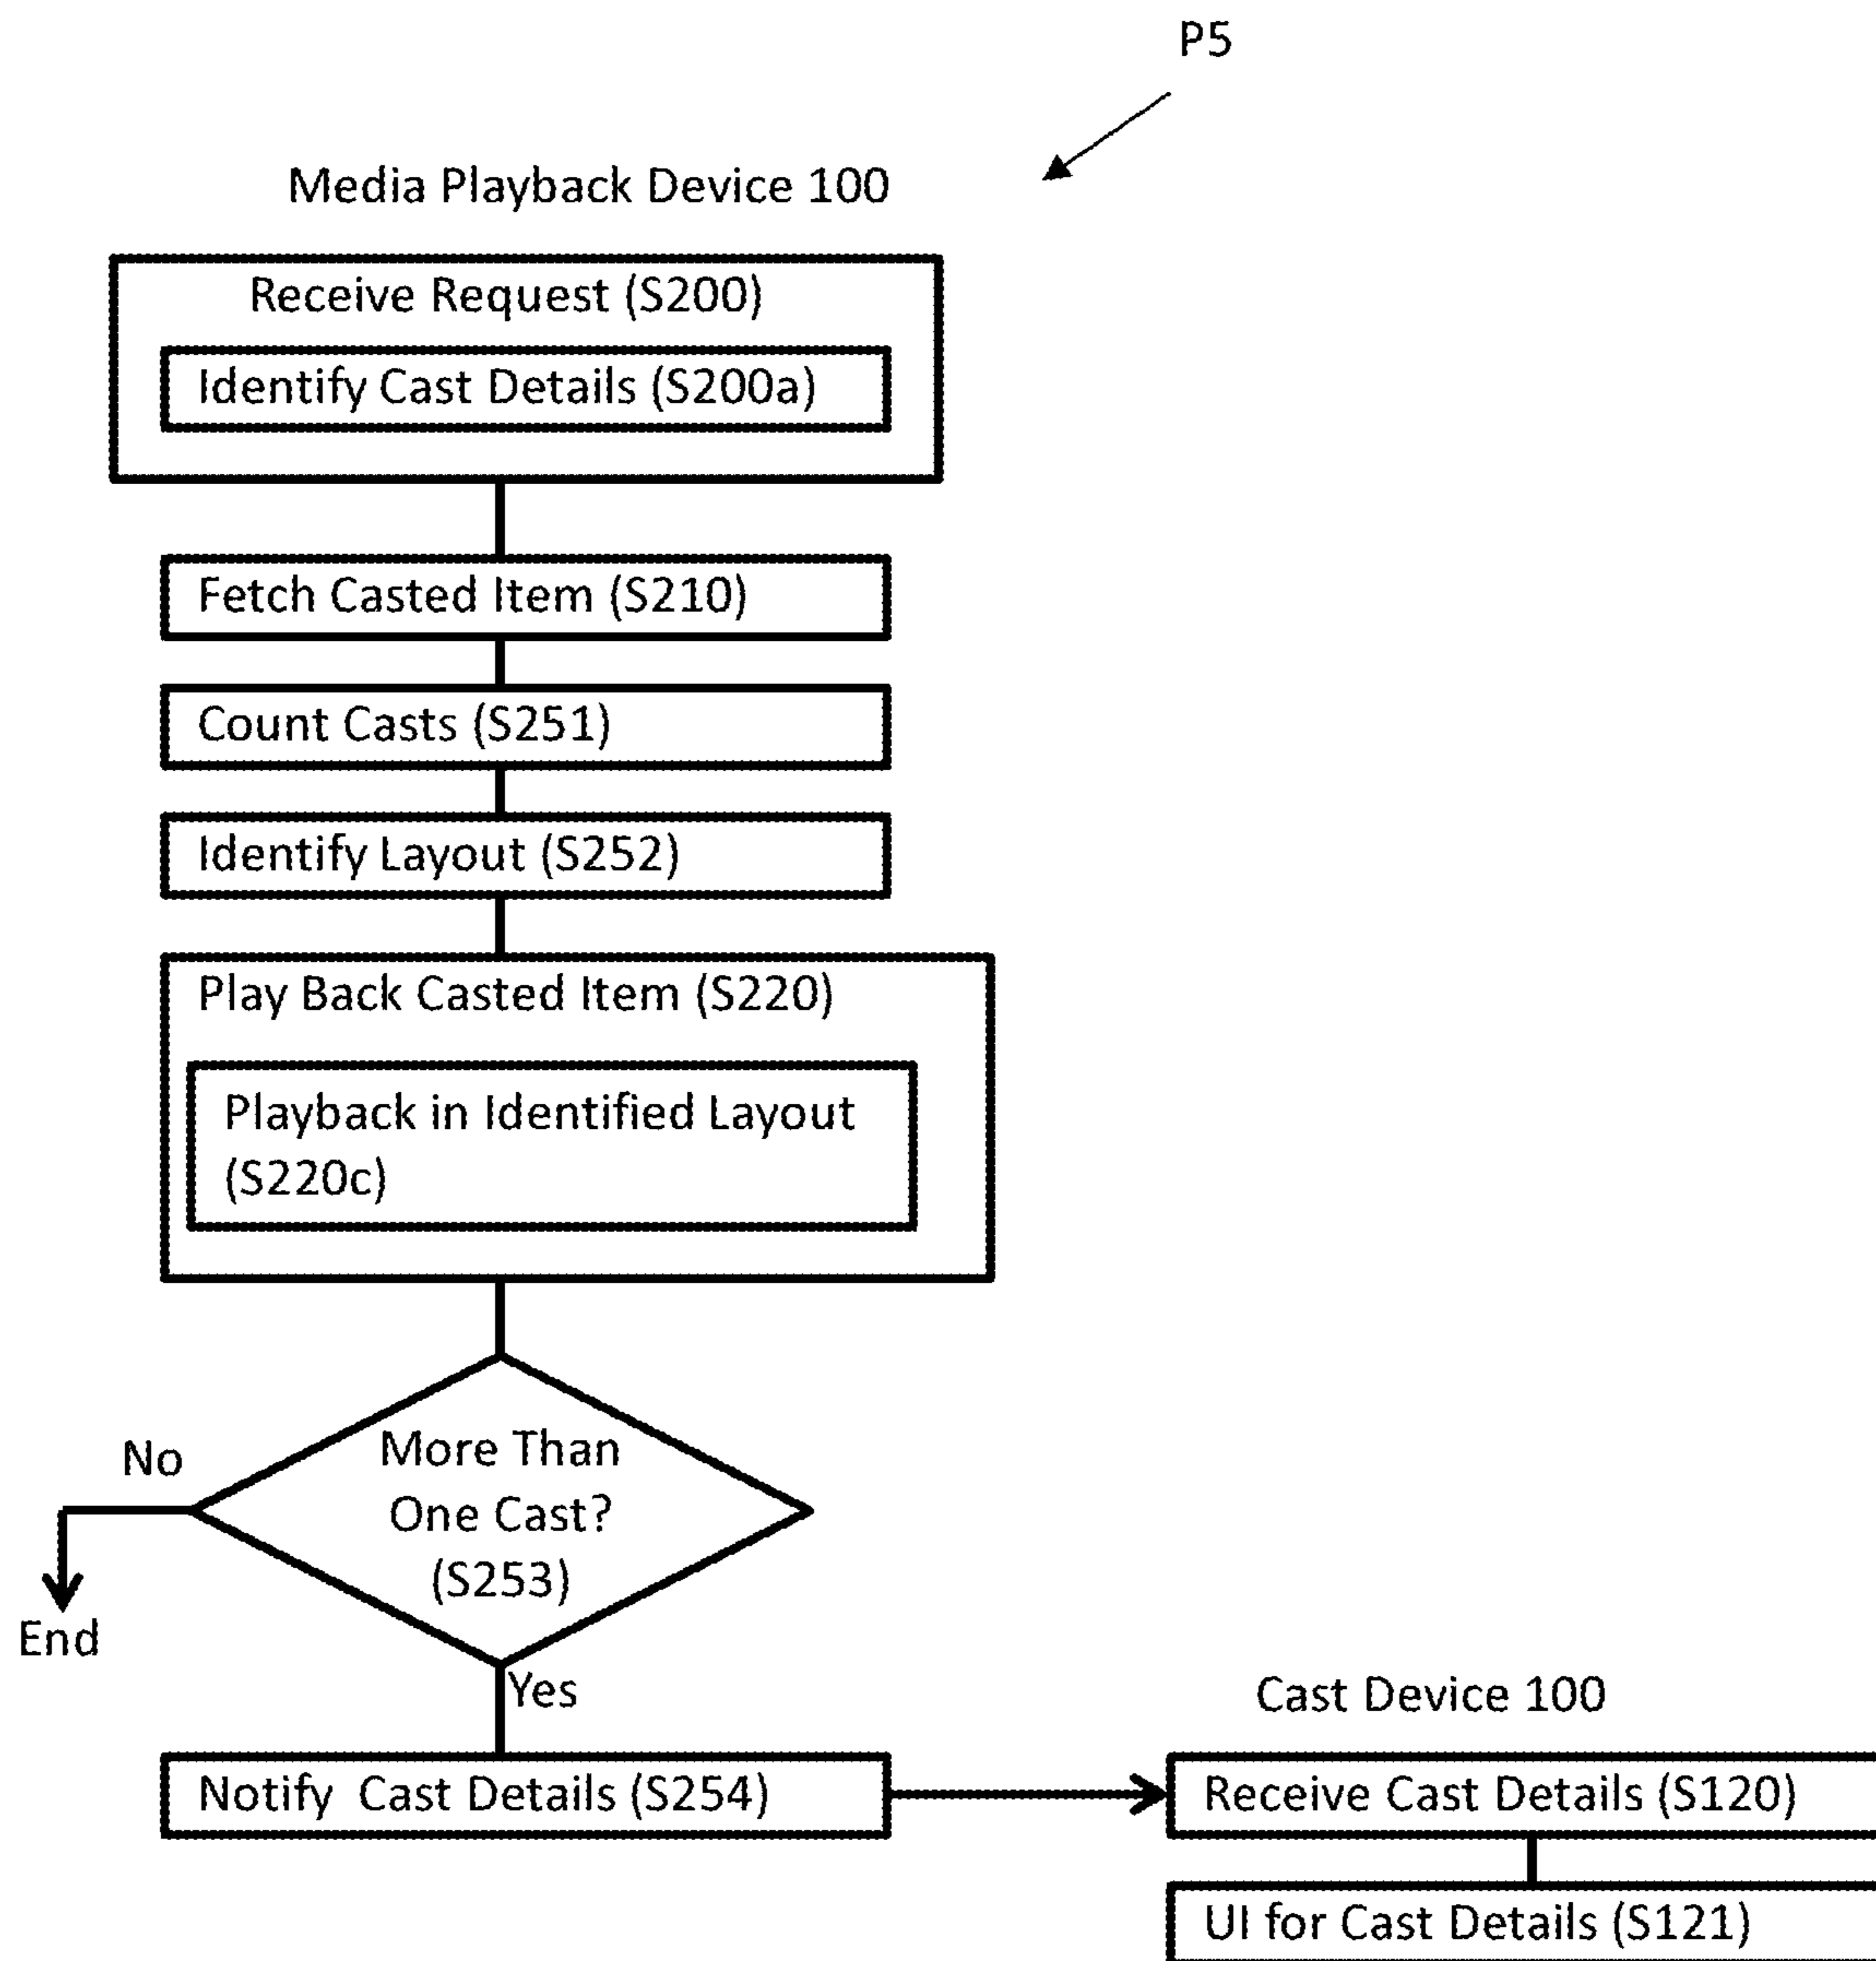 P5
Media Playback Device 100
Receive Request (S200)
Identify Cast Details (S200a)
Fetch Casted Item (S210)
Count Casts (S251)
Identify Layout (S252)
Play Back Casted Item (S220)
Playback in Identified Layout
(S220c)
More Than
One Cast?
(S253)
No
End
Yes
Notify Cast Details (S254)
Cast Device 100
Receive Cast Details (S120)
UI for Cast Details (S121)